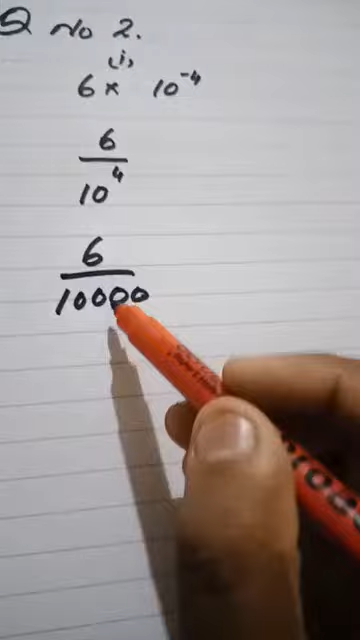 Q No 2.
(i)
6 × 10⁻⁴
6
10⁴
6
10000